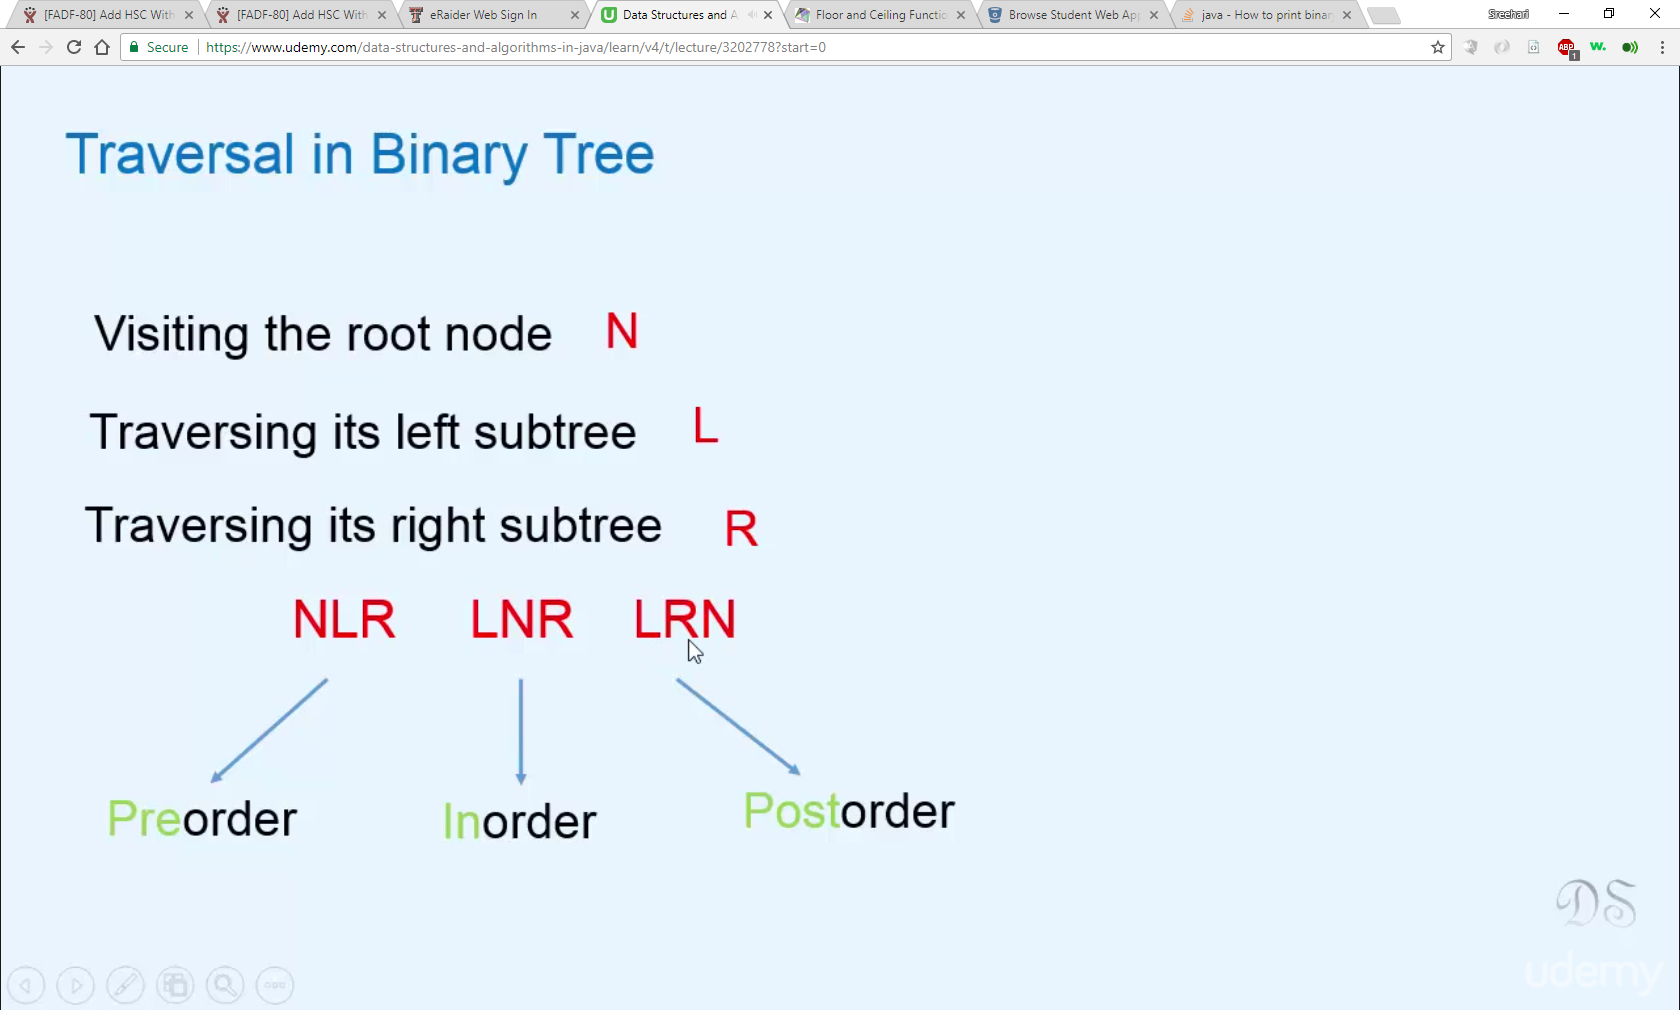 [FADF-80] Add HSC With
[FADF-80] Add HSC With
eRaider Web Sign In
Data Structures and A
Floor and Ceiling Functio
Browse Student Web App
java - How to print binar
Sreehari
Secure
https://www.udemy.com/data-structures-and-algorithms-in-java/learn/v4/t/lecture/3202778?start=0
ABP
1
w.
Traversal in Binary Tree
Visiting the root node N
Traversing its left subtree L
Traversing its right subtree R
NLR LNR LRN
Preorder Inorder Postorder
DS
udemy